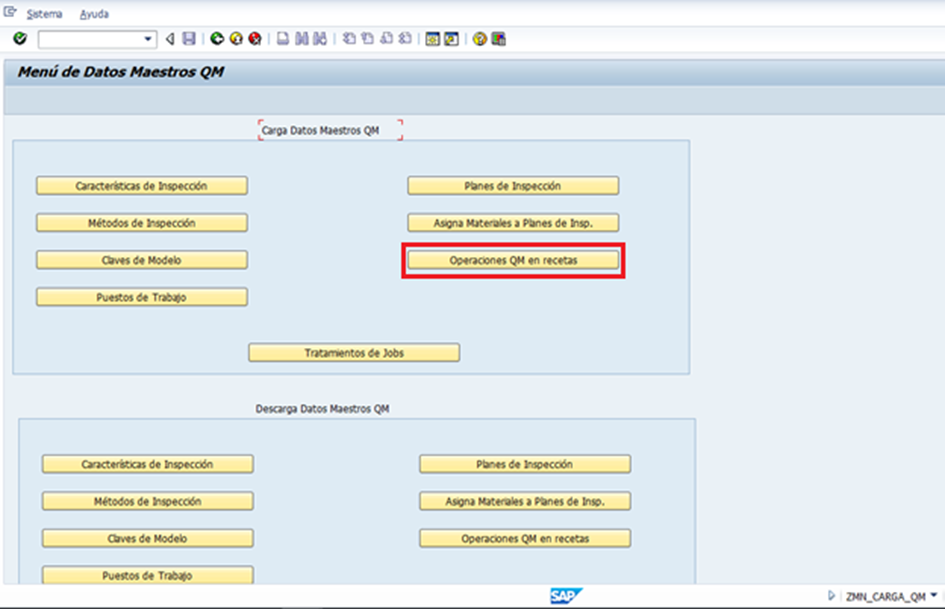 Sistema Ayuda
Menú de Datos Maestros QM
Carga Datos Maestros QM
Características de Inspección
Planes de Inspección
Métodos de Inspección
Asigna Materiales a Planes de Insp.
Claves de Modelo
Operaciones QM en recetas
Puestos de Trabajo
Tratamientos de Jobs
Descarga Datos Maestros QM
Características de Inspección
Planes de Inspección
Métodos de Inspección
Asigna Materiales a Planes de Insp.
Claves de Modelo
Operaciones QM en recetas
Puestos de Trabajo
SAP
ZMN_CARGA_QM